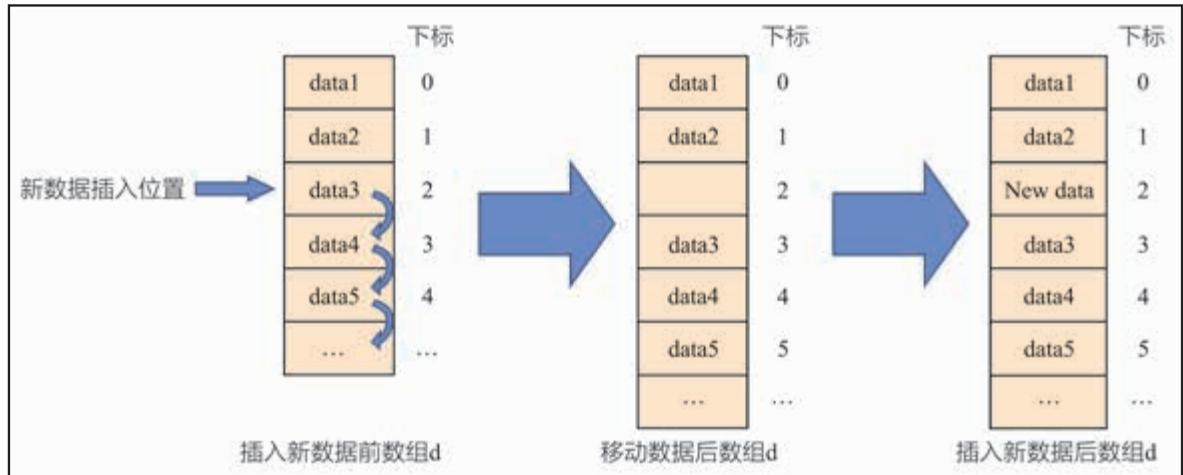 下标 下标 下标
data1 0 data1 0 data1 0
data2 1 data2 1 data2 1
新数据插入位置 data3 2 2 New data 2
data4 3 data3 3 data3 3
data5 4 data4 4 data4 4
… … data5 5 data5 5
… … … …
插入新数据前数组d 移动数据后数组d 插入新数据后数组d